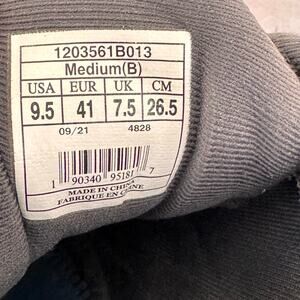 1203561B013
Medium(B)
USA EUR UK CM
9.5 41 7.5 26.5
09/21 4828
1 90340 95181 7
MADE IN CHINA
FABRIQUE EN CHINE